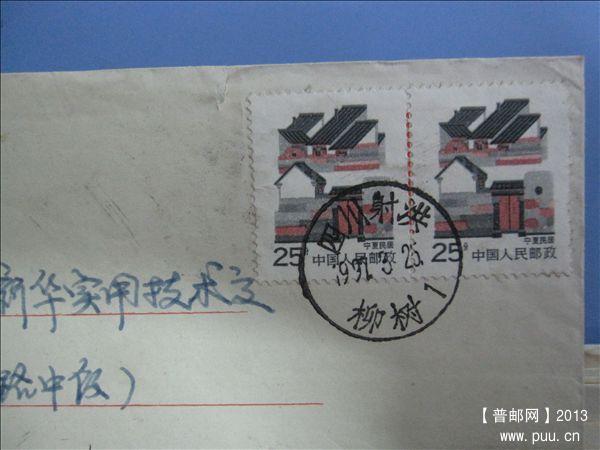 宁夏民居
25分 中国人民邮政
宁夏民居
25分 中国人民邮政
四川射洪
1991.3.25.
柳树1
新华实用技术交
路中段）
【普邮网】2013
www.puu.cn